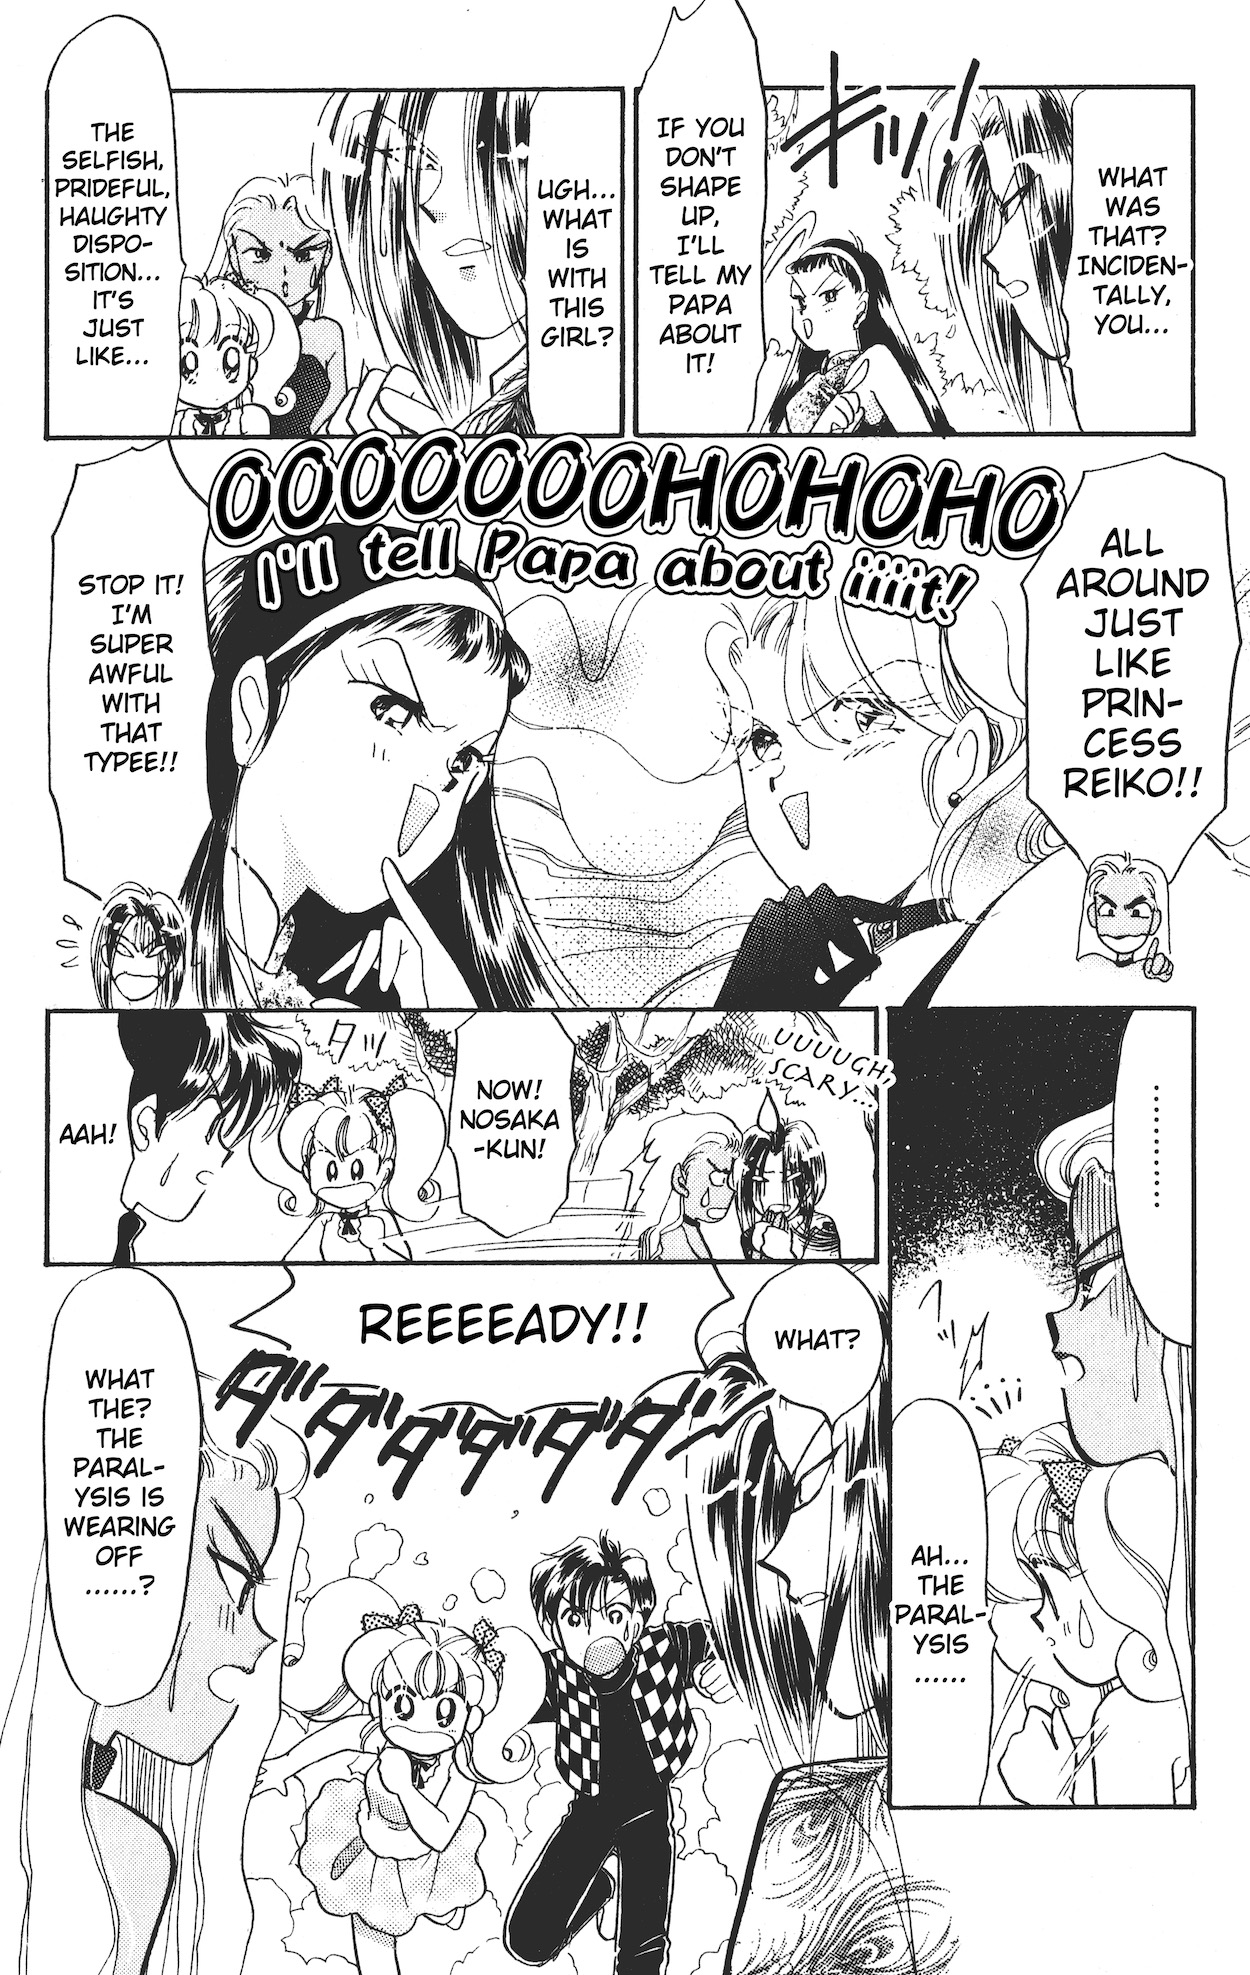 WHAT
WAS
THAT?
INCIDEN-
TALLY,
YOU...
キッ!
IF YOU
DON'T
SHAPE
UP,
I'LL
TELL MY
PAPA
ABOUT
IT!
UGH...
WHAT
IS
WITH
THIS
GIRL?
THE
SELFISH,
PRIDEFUL,
HAUGHTY
DISPO-
SITION...
IT'S
JUST
LIKE...
ALL
AROUND
JUST
LIKE
PRIN-
CESS
REIKO!!
OOOOOOOHOHOHO
I'll tell Papa about iiiit!
STOP IT!
I'M
SUPER
AWFUL
WITH
THAT
TYPEE!!
..........
AH...
THE
PARAL-
YSIS
......
UUUUGH,
SCARY...
NOW!
NOSAKA
-KUN!
タッ
AAH!
WHAT?
REEEEADY!!
ダダダダダダッ
WHAT
THE?
THE
PARAL-
YSIS IS
WEARING
OFF
......?